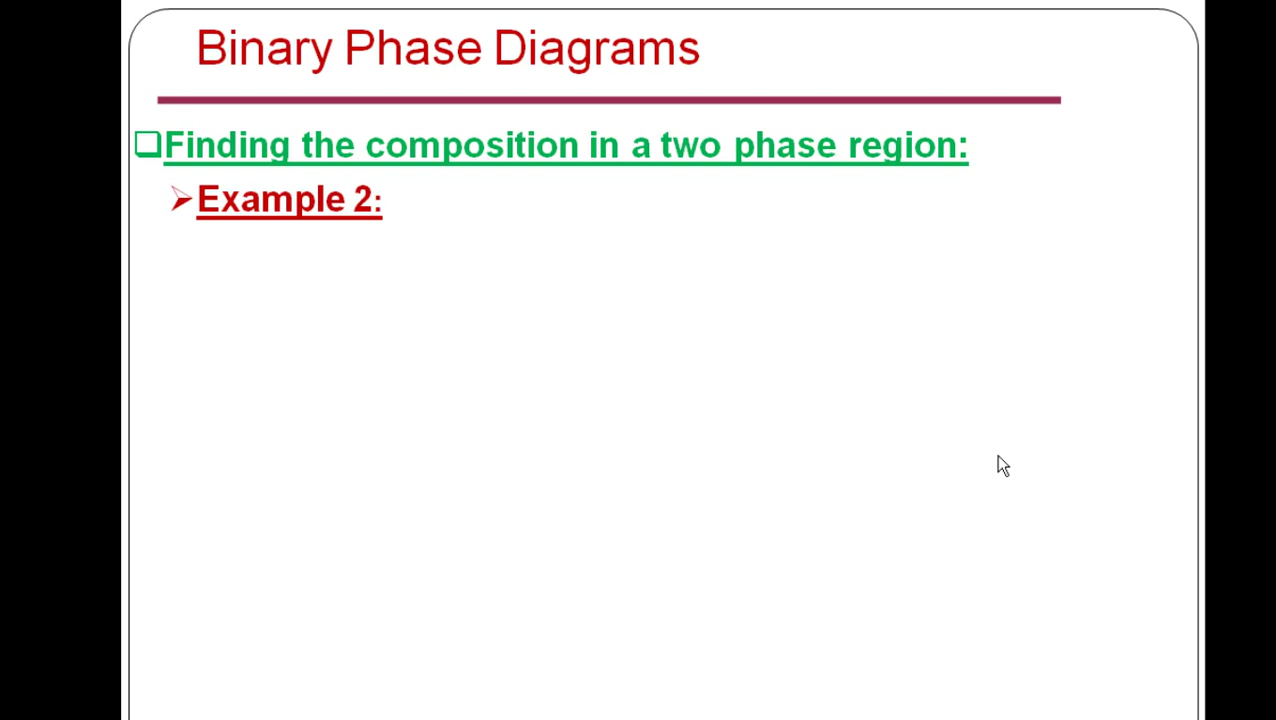 Binary Phase Diagrams
Finding the composition in a two phase region:
Example 2: